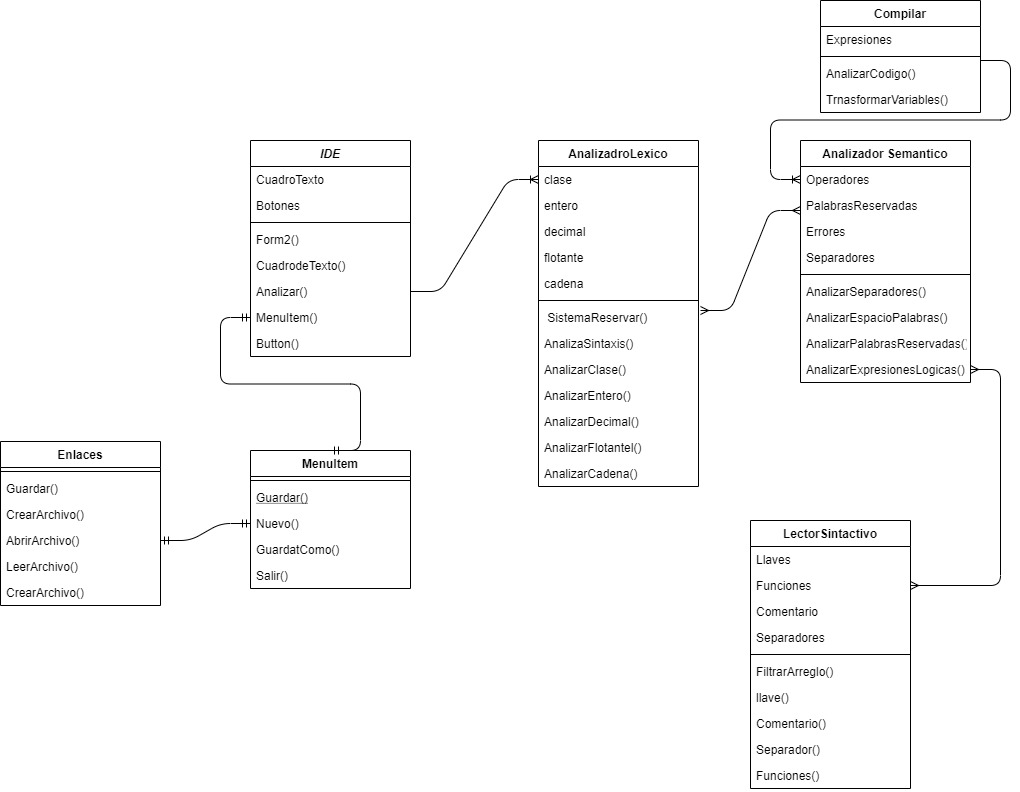 Compilar
Expresiones
AnalizarCodigo()
TrnasformarVariables()
IDE
CuadroTexto
Botones
Form2()
CuadrodeTexto()
Analizar()
MenuItem()
Button()
AnalizadroLexico
clase
entero
decimal
flotante
cadena
SistemaReservar()
AnalizaSintaxis()
AnalizarClase()
AnalizarEntero()
AnalizarDecimal()
AnalizarFlotantel()
AnalizarCadena()
Analizador Semantico
Operadores
PalabrasReservadas
Errores
Separadores
AnalizarSeparadores()
AnalizarEspacioPalabras()
AnalizarPalabrasReservadas()
AnalizarExpresionesLogicas()
Enlaces
Guardar()
CrearArchivo()
AbrirArchivo()
LeerArchivo()
CrearArchivo()
MenuItem
Guardar()
Nuevo()
GuardatComo()
Salir()
LectorSintactivo
Llaves
Funciones
Comentario
Separadores
FiltrarArreglo()
llave()
Comentario()
Separador()
Funciones()